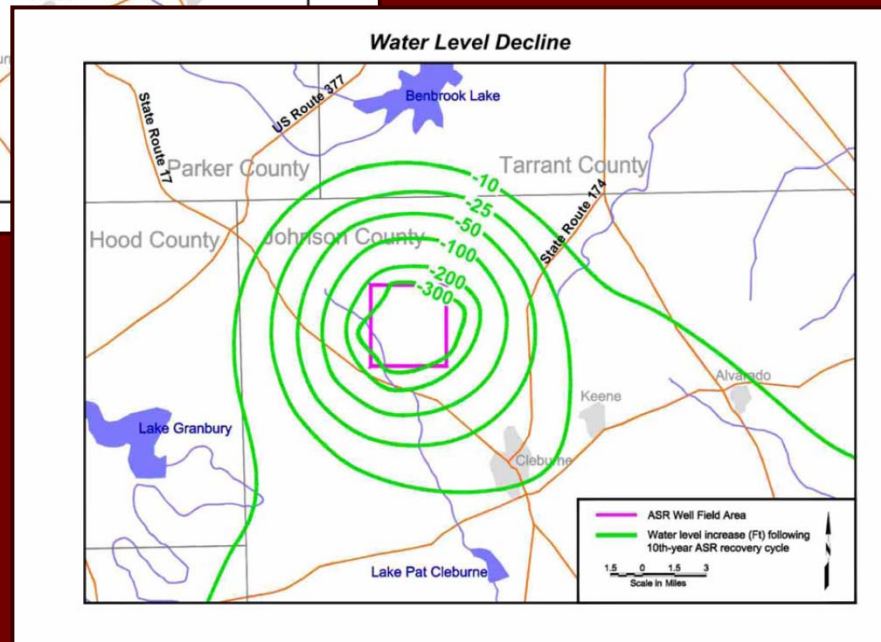 Water Level Decline
State Route 17
US Route 377
Benbrook Lake
Parker County
Tarrant County
State Route 174
-10
-25
-50
-100
-200
-300
Hood County
Johnson County
Lake Granbury
Keene
Alvarado
Cleburne
Lake Pat Cleburne
ASR Well Field Area
Water level increase (Ft) following
10th-year ASR recovery cycle
1.5 0 1.5 3
Scale in Miles
N